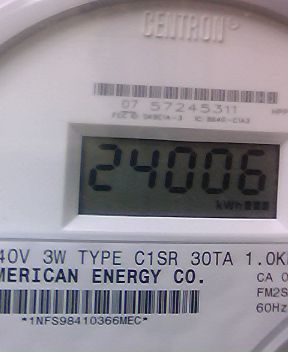 CENTRON
07 57245311
24006
kWh
40V 3W TYPE C1SR 30TA 1.0K
MERICAN ENERGY CO.
CA 0
FM2S
60Hz
*1NFS98410366MEC*